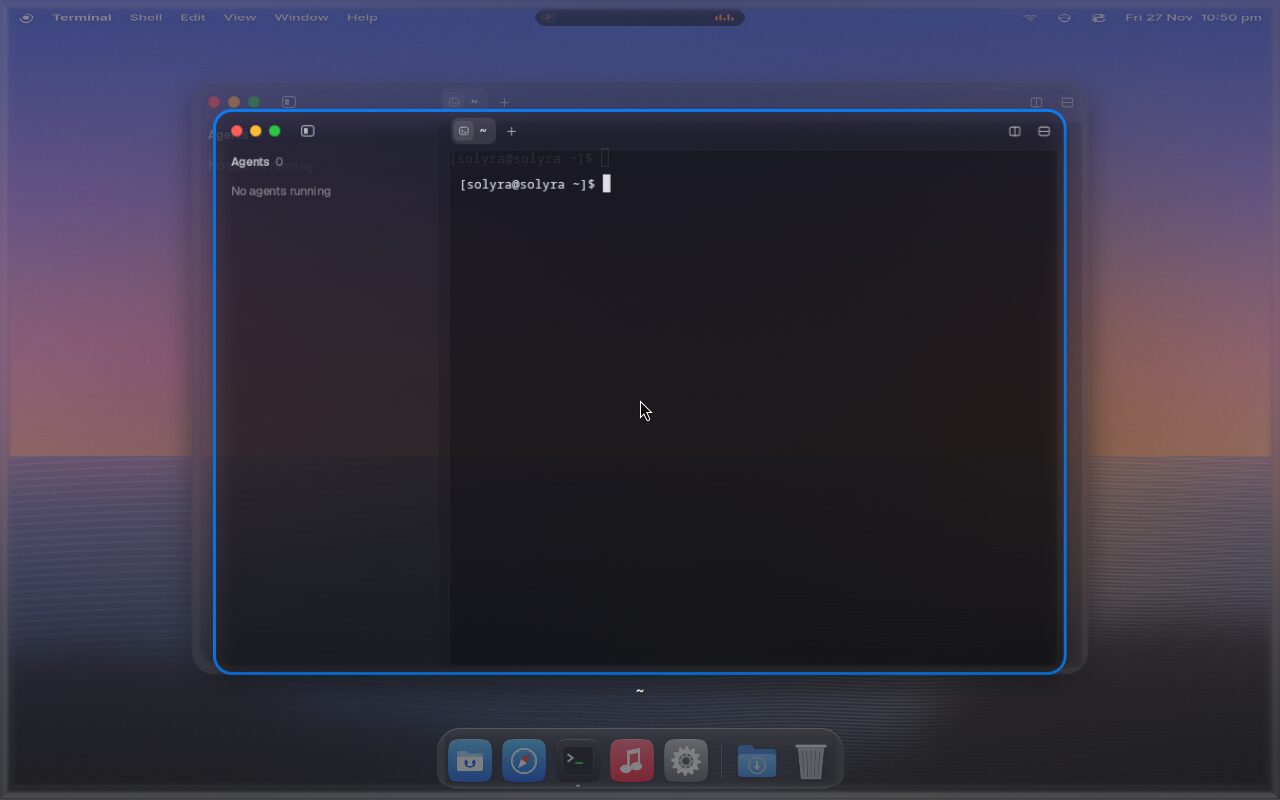 Terminal Shell Edit View Window Help Fri 27 Nov 10:50 pm
~
~
Agents 0
[solyra@solyra ~]$
No agents running
[solyra@solyra ~]$
~